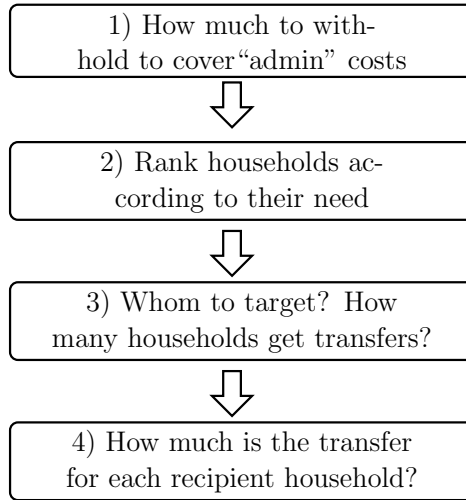 1) How much to with-
hold to cover“admin” costs
2) Rank households ac-
cording to their need
3) Whom to target? How
many households get transfers?
4) How much is the transfer
for each recipient household?